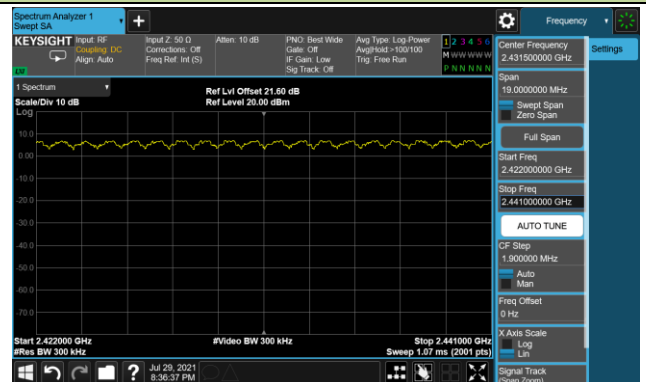 Spectrum Analyzer 1
Swept SA
Frequency
KEYSIGHT Input: RF
Coupling: DC
Align: Auto
Input Z: 50 Ω
Corrections: Off
Freq Ref: Int (S)
Atten: 10 dB
PNO: Best Wide
Gate: Off
IF Gain: Low
Sig Track: Off
Avg Type: Log-Power
Avg|Hold:>100/100
Trig: Free Run
1 2 3 4 5 6
M W W W W W
P N N N N N
LW
1 Spectrum
Scale/Div 10 dB
Log
Ref Lvl Offset 21.60 dB
Ref Level 20.00 dBm
10.0
0.00
-10.0
-20.0
-30.0
-40.0
-50.0
-60.0
-70.0
Start 2.422000 GHz
#Res BW 300 kHz
#Video BW 300 kHz
Stop 2.441000 GHz
Sweep 1.07 ms (2001 pts)
Jul 29, 2021
8:36:37 PM
Center Frequency
2.431500000 GHz
Settings
Span
19.0000000 MHz
Swept Span
Zero Span
Full Span
Start Freq
2.422000000 GHz
Stop Freq
2.441000000 GHz
AUTO TUNE
CF Step
1.900000 MHz
Auto
Man
Freq Offset
0 Hz
X Axis Scale
Log
Lin
Signal Track
(Span Zoom)